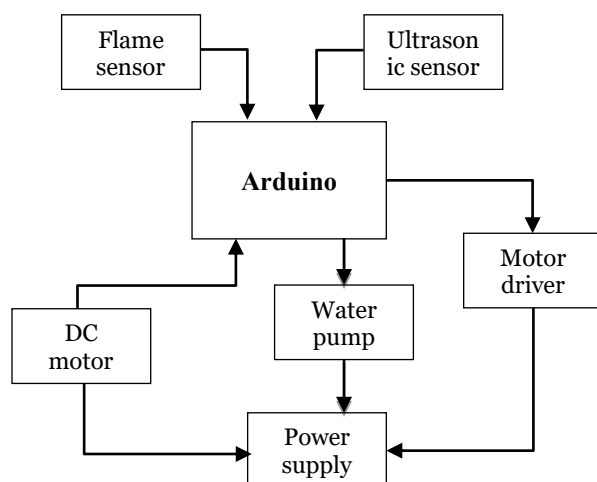 Flame
sensor
Ultrason
ic sensor
Arduino
Motor
driver
Water
pump
DC
motor
Power
supply